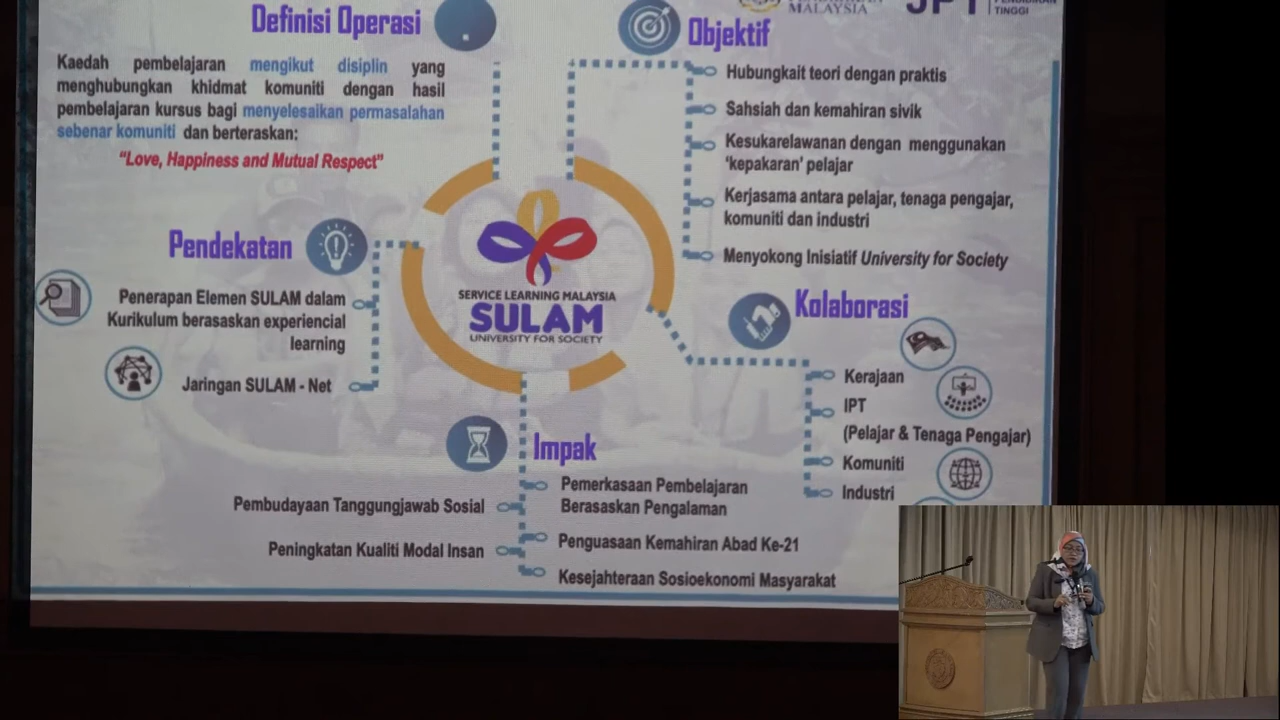 Definisi Operasi
Kaedah pembelajaran mengikut disiplin yang
menghubungkan khidmat komuniti dengan hasil
pembelajaran kursus bagi menyelesaikan permasalahan
sebenar komuniti dan berteraskan:
“Love, Happiness and Mutual Respect”
MALAYSIA
TINGGI
Objektif
Hubungkait teori dengan praktis
Sahsiah dan kemahiran sivik
Kesukarelawanan dengan menggunakan
‘kepakaran’ pelajar
Kerjasama antara pelajar, tenaga pengajar,
komuniti dan industri
Menyokong Inisiatif University for Society
Pendekatan
Penerapan Elemen SULAM dalam
Kurikulum berasaskan experiencial
learning
Jaringan SULAM - Net
SERVICE LEARNING MALAYSIA
SULAM
UNIVERSITY FOR SOCIETY
Kolaborasi
Kerajaan
IPT
(Pelajar & Tenaga Pengajar)
Komuniti
Industri
Impak
Pembudayaan Tanggungjawab Sosial
Peningkatan Kualiti Modal Insan
Pemerkasaan Pembelajaran
Berasaskan Pengalaman
Penguasaan Kemahiran Abad Ke-21
Kesejahteraan Sosioekonomi Masyarakat